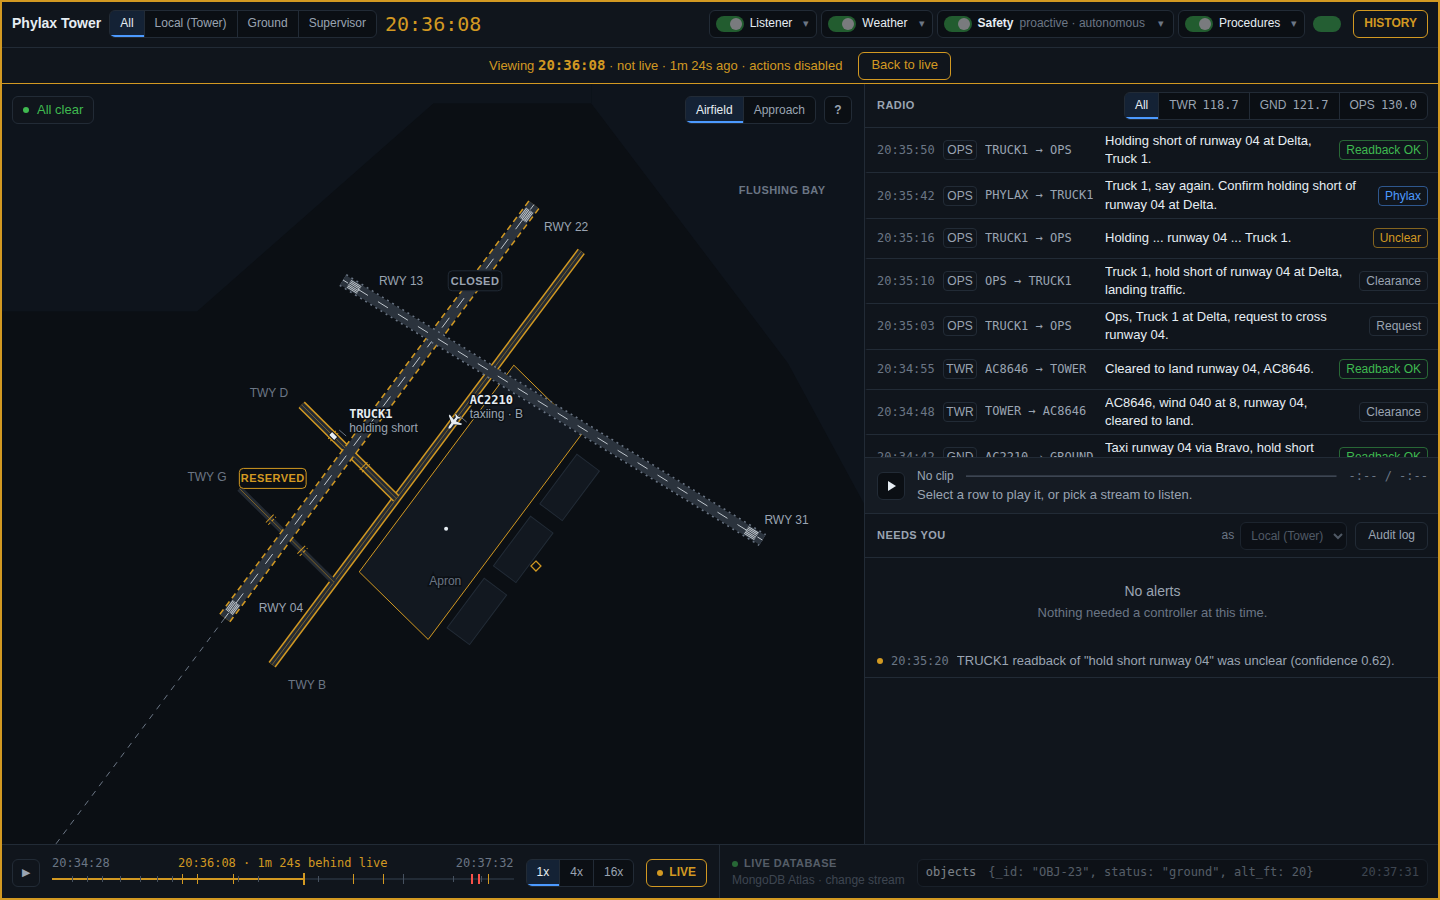 Phylax Tower All Local (Tower) Ground Supervisor 20:36:08 Listener Weather Safety proactive · autonomous Procedures HISTORY
Viewing 20:36:08 · not live · 1m 24s ago · actions disabled Back to live
All clear
Airfield Approach ?
FLUSHING BAY
RWY 22
RWY 13
CLOSED
TWY D
AC2210
taxiing · B
TRUCK1
holding short
TWY G
RESERVED
RWY 31
Apron
RWY 04
TWY B
RADIO All TWR 118.7 GND 121.7 OPS 130.0
20:35:50 OPS TRUCK1 → OPS Holding short of runway 04 at Delta, Truck 1. Readback OK
20:35:42 OPS PHYLAX → TRUCK1 Truck 1, say again. Confirm holding short of runway 04 at Delta. Phylax
20:35:16 OPS TRUCK1 → OPS Holding ... runway 04 ... Truck 1. Unclear
20:35:10 OPS OPS → TRUCK1 Truck 1, hold short of runway 04 at Delta, landing traffic. Clearance
20:35:03 OPS TRUCK1 → OPS Ops, Truck 1 at Delta, request to cross runway 04. Request
20:34:55 TWR AC8646 → TOWER Cleared to land runway 04, AC8646. Readback OK
20:34:48 TWR TOWER → AC8646 AC8646, wind 040 at 8, runway 04, cleared to land. Clearance
20:34:42 GND AC2210 → GROUND Taxi runway 04 via Bravo, hold short Readback OK
No clip -:-- / -:--
Select a row to play it, or pick a stream to listen.
NEEDS YOU as Local (Tower) Audit log
No alerts
Nothing needed a controller at this time.
20:35:20 TRUCK1 readback of "hold short runway 04" was unclear (confidence 0.62).
20:34:28 20:36:08 · 1m 24s behind live 20:37:32
1x 4x 16x LIVE
LIVE DATABASE
MongoDB Atlas · change stream
objects {_id: "OBJ-23", status: "ground", alt_ft: 20} 20:37:31